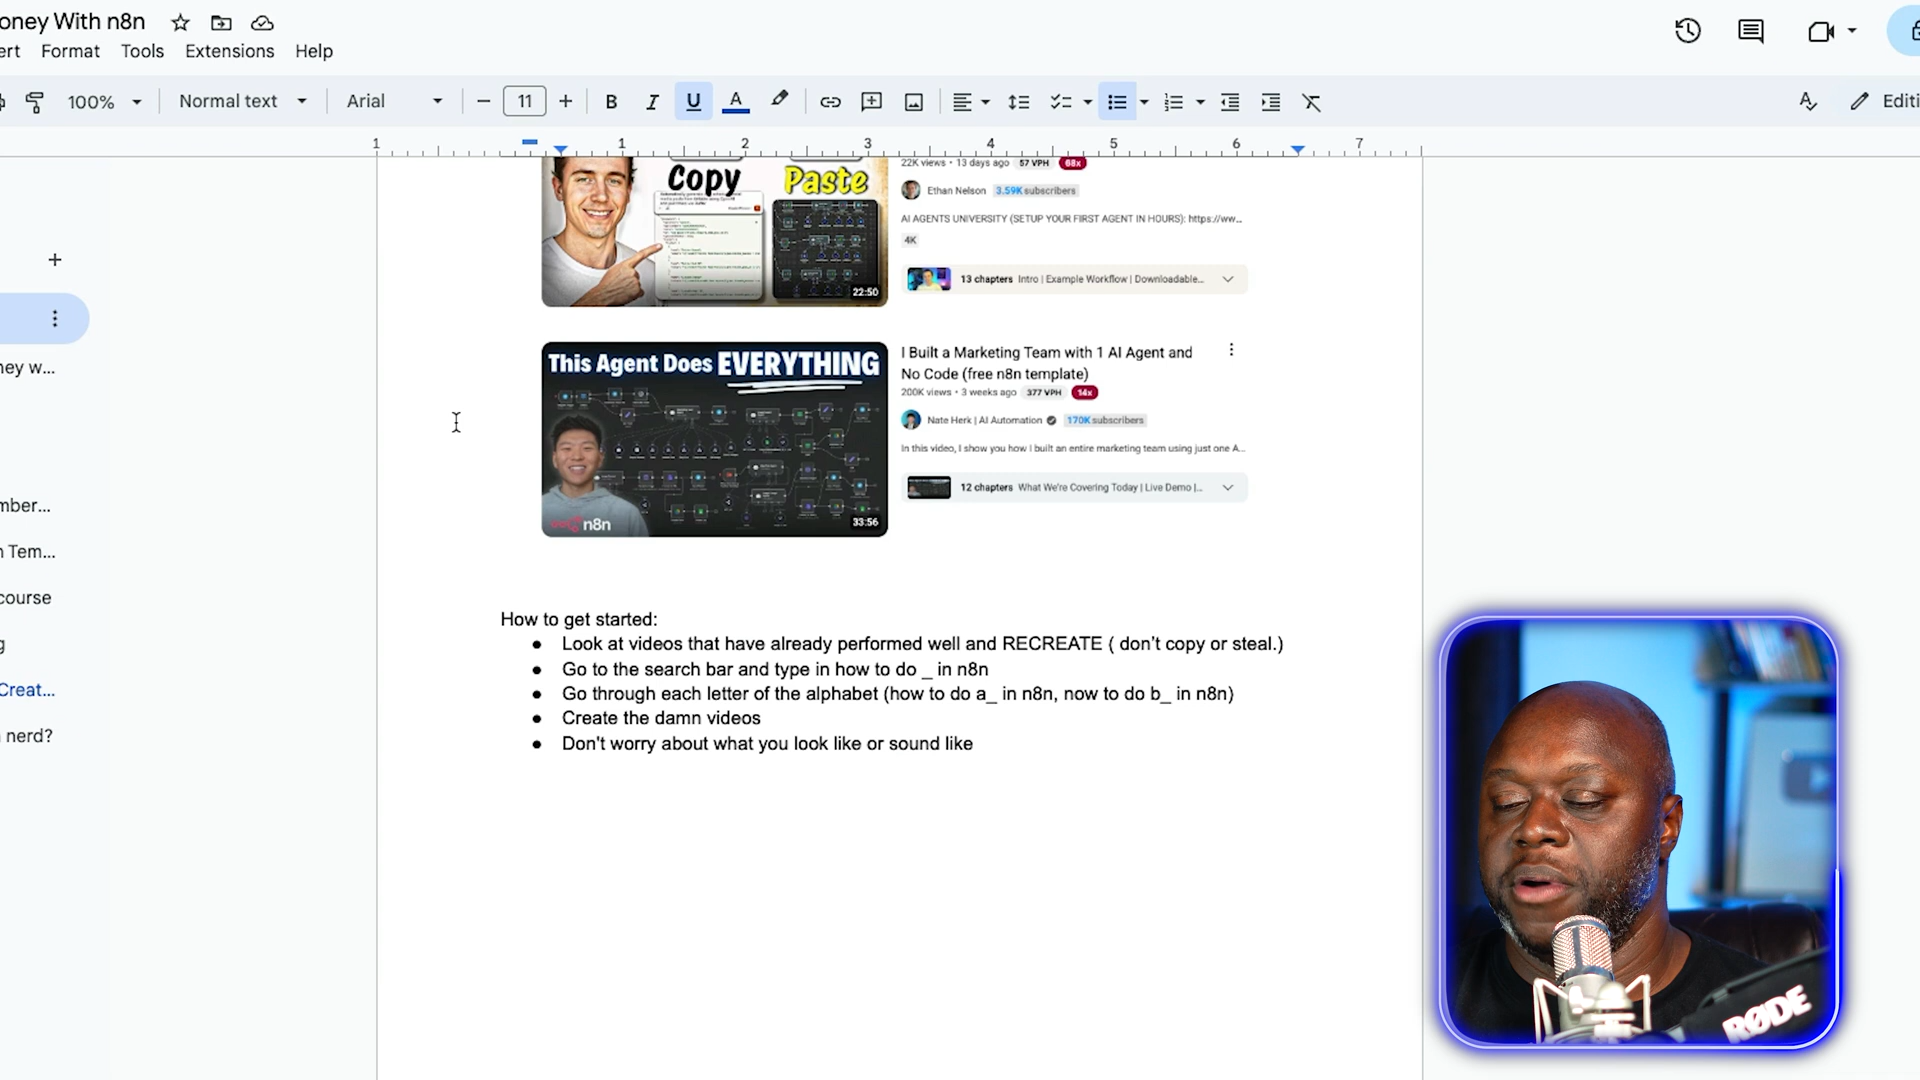 oney With n8n
ert Format Tools Extensions Help
100% Normal text Arial 11 B I U A Editi
1 1 2 3 4 5 6 7
Copy Paste
22:50
22K views • 13 days ago 57 VPH 68x
Ethan Nelson 3.59K subscribers
AI AGENTS UNIVERSITY (SETUP YOUR FIRST AGENT IN HOURS): https://ww...
4K
13 chapters Intro | Example Workflow | Downloadable...
This Agent Does EVERYTHING
n8n
33:56
I Built a Marketing Team with 1 AI Agent and
No Code (free n8n template)
200K views • 3 weeks ago 377 VPH 14x
Nate Herk | AI Automation 170K subscribers
In this video, I show you how I built an entire marketing team using just one A...
12 chapters What We're Covering Today | Live Demo |...
ney w...
mber...
n Tem...
course
g
Creat...
nerd?
How to get started:
● Look at videos that have already performed well and RECREATE ( don’t copy or steal.)
● Go to the search bar and type in how to do _ in n8n
● Go through each letter of the alphabet (how to do a_ in n8n, now to do b_ in n8n)
● Create the damn videos
● Don't worry about what you look like or sound like
RØDE